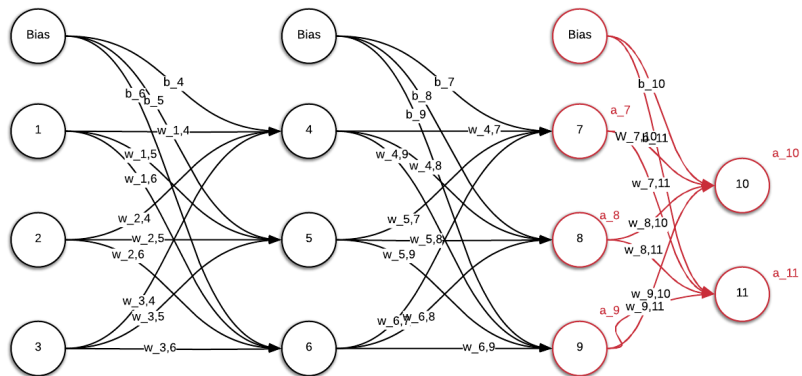 Bias
Bias
Bias
b_4
b_7
b_10
b_6
b_5
b_8
b_9
a_7
1
w_1,4
4
w_4,7
7
W_7,10
b_11
w_1,5
w_4,9
w_4,8
a_10
w_1,6
w_7,11
10
w_2,4
w_5,7
a_8
w_8,10
2
w_2,5
5
w_5,8
8
w_2,6
w_5,9
w_8,11
a_11
w_3,4
w_9,10
11
w_3,5
w_6,7
w_6,8
a_9
w_9,11
3
w_3,6
6
w_6,9
9